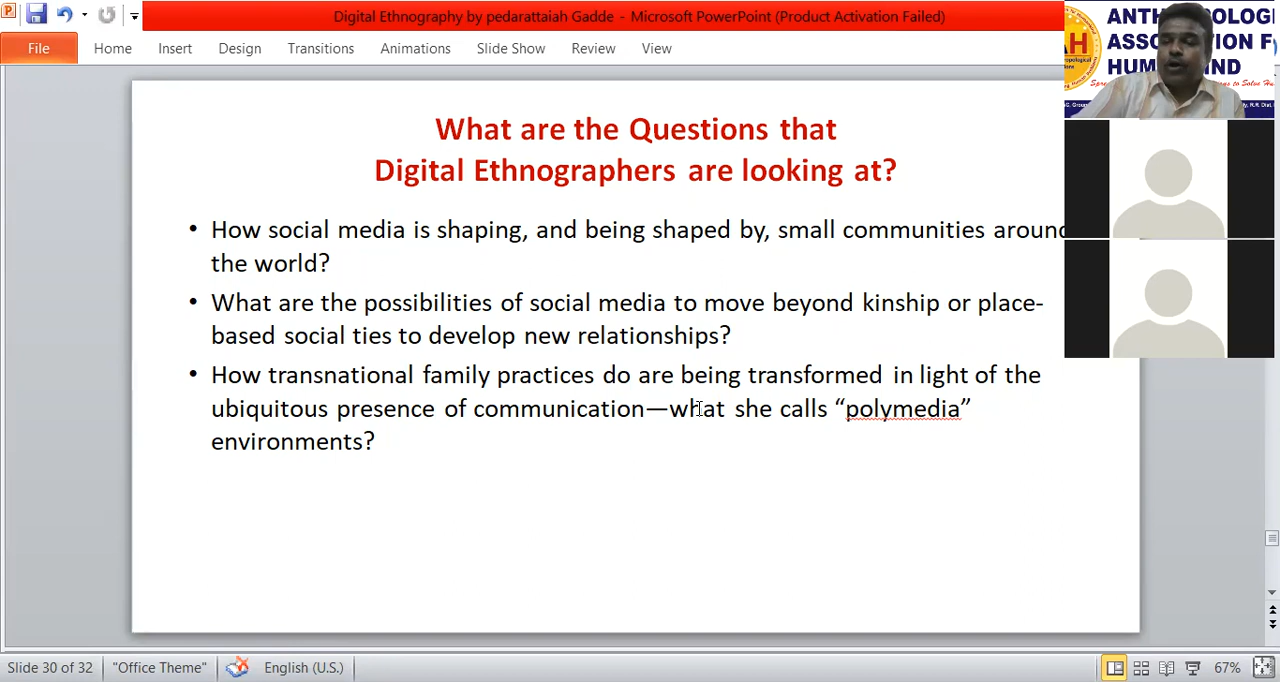 Digital Ethnography by pedarattaiah Gadde - Microsoft PowerPoint (Product Activation Failed)
File Home Insert Design Transitions Animations Slide Show Review View
What are the Questions that
Digital Ethnographers are looking at?
• How social media is shaping, and being shaped by, small communities around
the world?
• What are the possibilities of social media to move beyond kinship or place-
based social ties to develop new relationships?
• How transnational family practices do are being transformed in light of the
ubiquitous presence of communication—what she calls “polymedia”
environments?
Slide 30 of 32 "Office Theme" English (U.S.) 67%